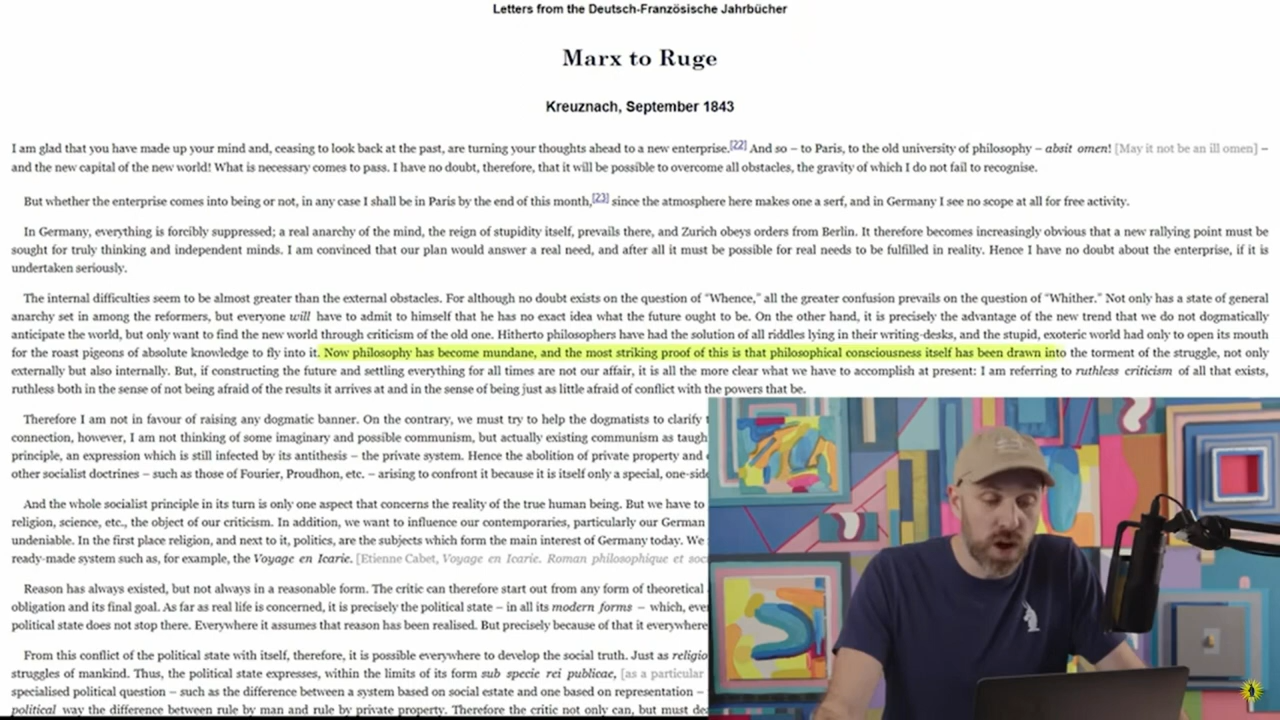 Letters from the Deutsch-Französische Jahrbücher
Marx to Ruge
Kreuznach, September 1843
I am glad that you have made up your mind and, ceasing to look back at the past, are turning your thoughts ahead to a new enterprise.[22] And so – to Paris, to the old university of philosophy – absit omen! [May it not be an ill omen] –
and the new capital of the new world! What is necessary comes to pass. I have no doubt, therefore, that it will be possible to overcome all obstacles, the gravity of which I do not fail to recognise.
But whether the enterprise comes into being or not, in any case I shall be in Paris by the end of this month,[23] since the atmosphere here makes one a serf, and in Germany I see no scope at all for free activity.
In Germany, everything is forcibly suppressed; a real anarchy of the mind, the reign of stupidity itself, prevails there, and Zurich obeys orders from Berlin. It therefore becomes increasingly obvious that a new rallying point must be
sought for truly thinking and independent minds. I am convinced that our plan would answer a real need, and after all it must be possible for real needs to be fulfilled in reality. Hence I have no doubt about the enterprise, if it is
undertaken seriously.
The internal difficulties seem to be almost greater than the external obstacles. For although no doubt exists on the question of “Whence,” all the greater confusion prevails on the question of “Whither.” Not only has a state of general
anarchy set in among the reformers, but everyone will have to admit to himself that he has no exact idea what the future ought to be. On the other hand, it is precisely the advantage of the new trend that we do not dogmatically
anticipate the world, but only want to find the new world through criticism of the old one. Hitherto philosophers have had the solution of all riddles lying in their writing-desks, and the stupid, exoteric world had only to open its mouth
for the roast pigeons of absolute knowledge to fly into it. Now philosophy has become mundane, and the most striking proof of this is that philosophical consciousness itself has been drawn into the torment of the struggle, not only
externally but also internally. But, if constructing the future and settling everything for all times are not our affair, it is all the more clear what we have to accomplish at present: I am referring to ruthless criticism of all that exists,
ruthless both in the sense of not being afraid of the results it arrives at and in the sense of being just as little afraid of conflict with the powers that be.
Therefore I am not in favour of raising any dogmatic banner. On the contrary, we must try to help the dogmatists to clarify
connection, however, I am not thinking of some imaginary and possible communism, but actually existing communism as taugh
principle, an expression which is still infected by its antithesis – the private system. Hence the abolition of private property and
other socialist doctrines – such as those of Fourier, Proudhon, etc. – arising to confront it because it is itself only a special, one-side
And the whole socialist principle in its turn is only one aspect that concerns the reality of the true human being. But we have to
religion, science, etc., the object of our criticism. In addition, we want to influence our contemporaries, particularly our German
undeniable. In the first place religion, and next to it, politics, are the subjects which form the main interest of Germany today. We
ready-made system such as, for example, the Voyage en Icarie. [Etienne Cabet, Voyage en Icarie. Roman philosophique et soc
Reason has always existed, but not always in a reasonable form. The critic can therefore start out from any form of theoretical
obligation and its final goal. As far as real life is concerned, it is precisely the political state – in all its modern forms – which, eve
political state does not stop there. Everywhere it assumes that reason has been realised. But precisely because of that it everywhere
From this conflict of the political state with itself, therefore, it is possible everywhere to develop the social truth. Just as religio
struggles of mankind. Thus, the political state expresses, within the limits of its form sub specie rei publicae, [as a particular
specialised political question – such as the difference between a system based on social estate and one based on representation –
political way the difference between rule by man and rule by private property. Therefore the critic not only can, but must de